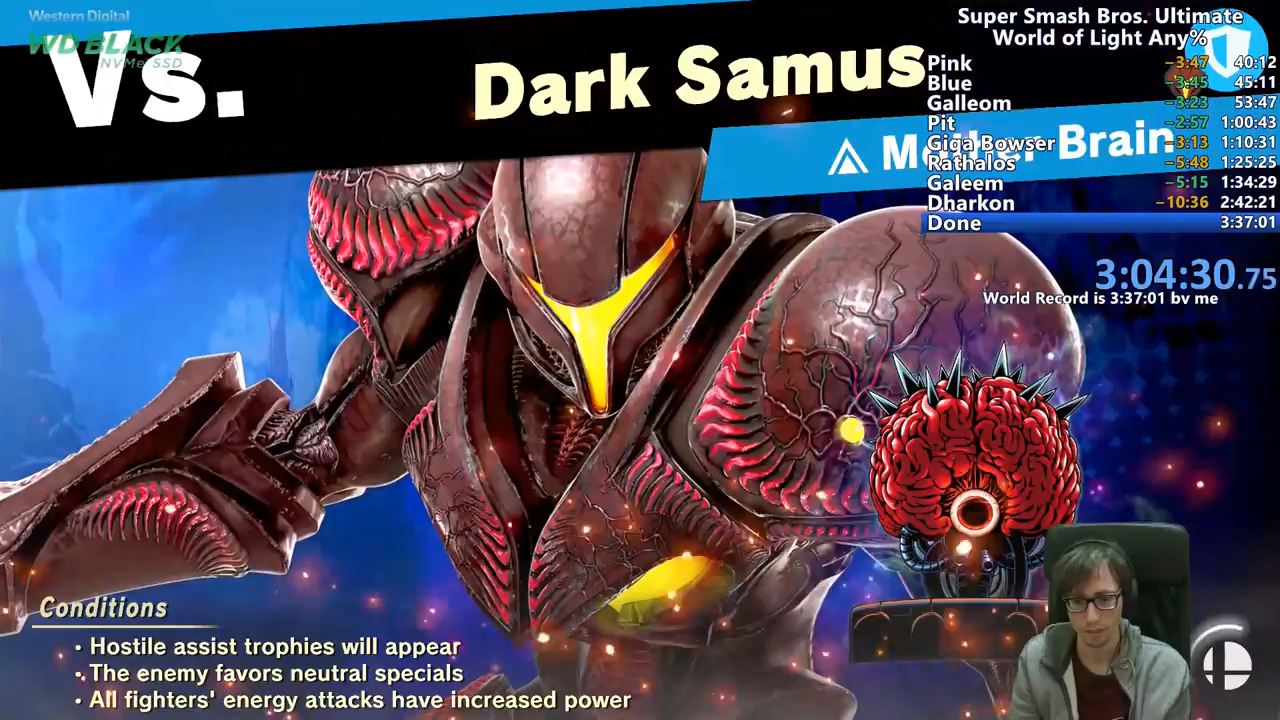 Western Digital
WD BLACK
NVMe SSD
Vs.
Dark Samus
Mother Brain
Super Smash Bros. Ultimate
World of Light Any%
Pink -3:47 40:12
Blue -3:45 45:11
Galleom -3:23 53:47
Pit -2:57 1:00:43
Giga Bowser -3:13 1:10:31
Rathalos -5:48 1:25:25
Galeem -5:15 1:34:29
Dharkon -10:36 2:42:21
Done 3:37:01
3:04:30.75
World Record is 3:37:01 by me
Conditions
· Hostile assist trophies will appear
· The enemy favors neutral specials
· All fighters' energy attacks have increased power